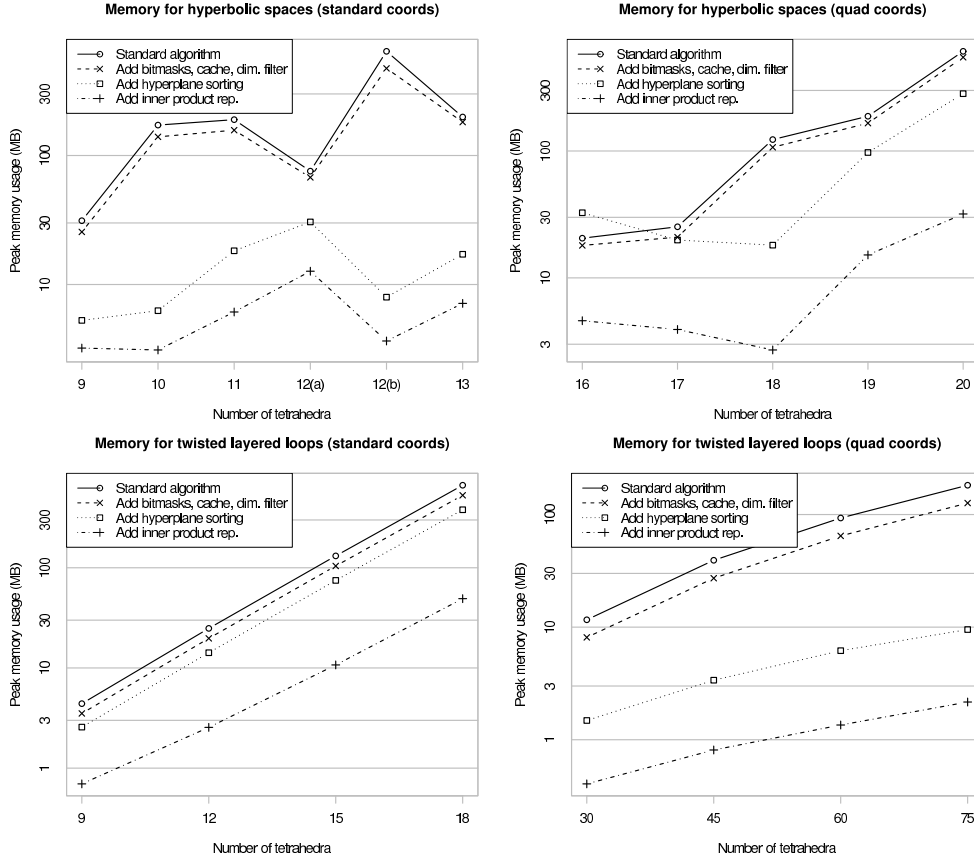 Memory for hyperbolic spaces (standard coords)
Standard algorithm
Add bitmasks, cache, dim. filter
Add hyperplane sorting
Add inner product rep.
Peak memory usage (MB)
300
100
30
10
9
10
11
12(a)
12(b)
13
Number of tetrahedra
Memory for hyperbolic spaces (quad coords)
Standard algorithm
Add bitmasks, cache, dim. filter
Add hyperplane sorting
Add inner product rep.
Peak memory usage (MB)
300
100
30
10
3
16
17
18
19
20
Number of tetrahedra
Memory for twisted layered loops (standard coords)
Standard algorithm
Add bitmasks, cache, dim. filter
Add hyperplane sorting
Add inner product rep.
Peak memory usage (MB)
300
100
30
10
3
1
9
12
15
18
Number of tetrahedra
Memory for twisted layered loops (quad coords)
Standard algorithm
Add bitmasks, cache, dim. filter
Add hyperplane sorting
Add inner product rep.
Peak memory usage (MB)
100
30
10
3
1
30
45
60
75
Number of tetrahedra